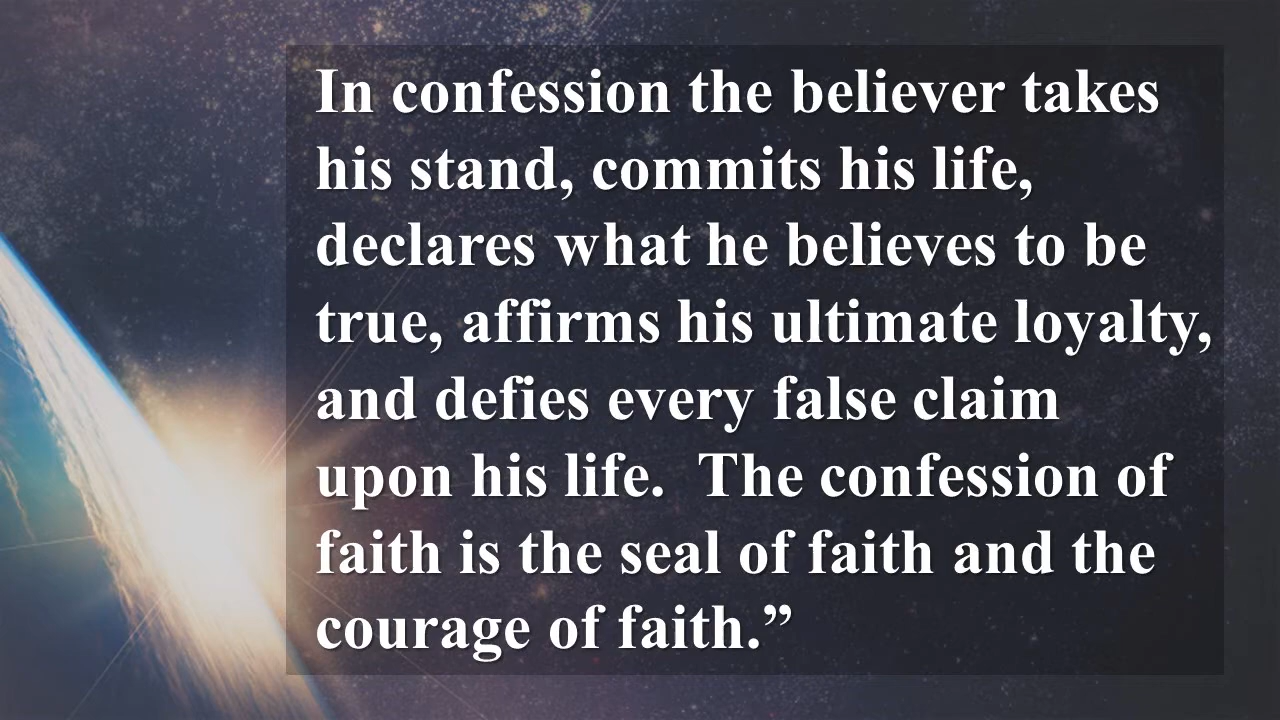 In confession the believer takes
his stand, commits his life,
declares what he believes to be
true, affirms his ultimate loyalty,
and defies every false claim
upon his life.  The confession of
faith is the seal of faith and the
courage of faith.”